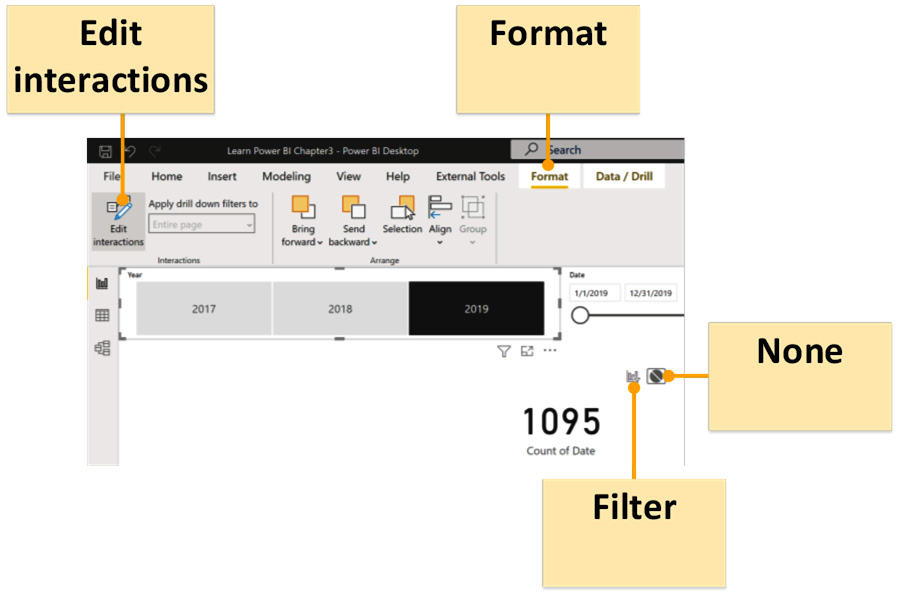 Edit
interactions
Format
Learn Power BI Chapter3 - Power BI Desktop
Search
File Home Insert Modeling View Help External Tools Format Data / Drill
Edit
interactions
Apply drill down filters to
Entire page
Interactions
Bring
forward
Send
backward
Selection
Align
Group
Arrange
Year
2017 2018 2019
Date
1/1/2019 12/31/2019
None
1095
Count of Date
Filter